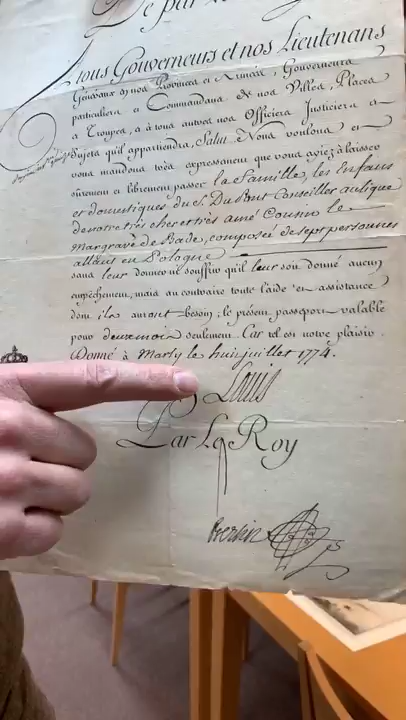 De par le
A tous Gouverneurs et nos Lieutenans
Généraux en nos Provinces et Armées, Gouverneurs
particuliers et Commandans de nos Villes, Places
et Troupes, et à tous autres nos Officiers Justiciers et
Sujets qu'il appartiendra, Salut. Nous voulons et
vous mandons très expressement que vous ayiez à laisser
sûrement et librement passer la famille, les Enfans
et domestiques du S. Du Pont Conseiller aulique
de notre très cher et très amé Cousin le
Margrave de Bade, composée de sept personnes
allant en Pologne
sans leur donner ni souffrir qu'il leur soit donné aucun
empêchement, mais au contraire toute l'aide et assistance
dont ils auront besoin; le présent passeport valable
pour deux mois seulement. Car tel est notre plaisir.
Donné à Marly le huit juillet 1774.
Louis
Par Le Roy
Bertin